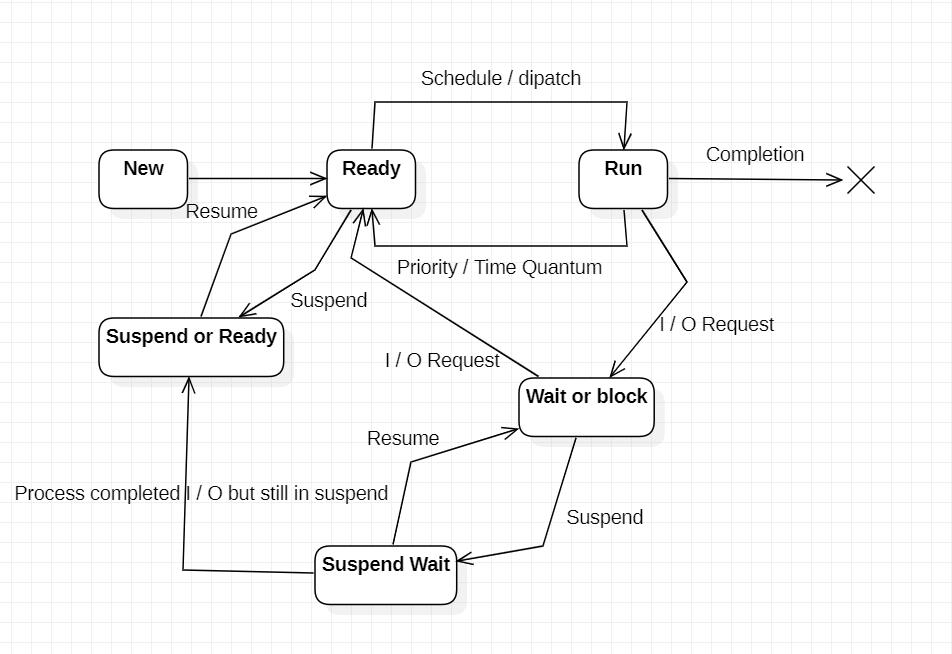 Schedule / dipatch
New
Ready
Run
Completion
Resume
Priority / Time Quantum
Suspend
I / O Request
Suspend or Ready
I / O Request
Wait or block
Resume
Process completed I / O but still in suspend
Suspend
Suspend Wait